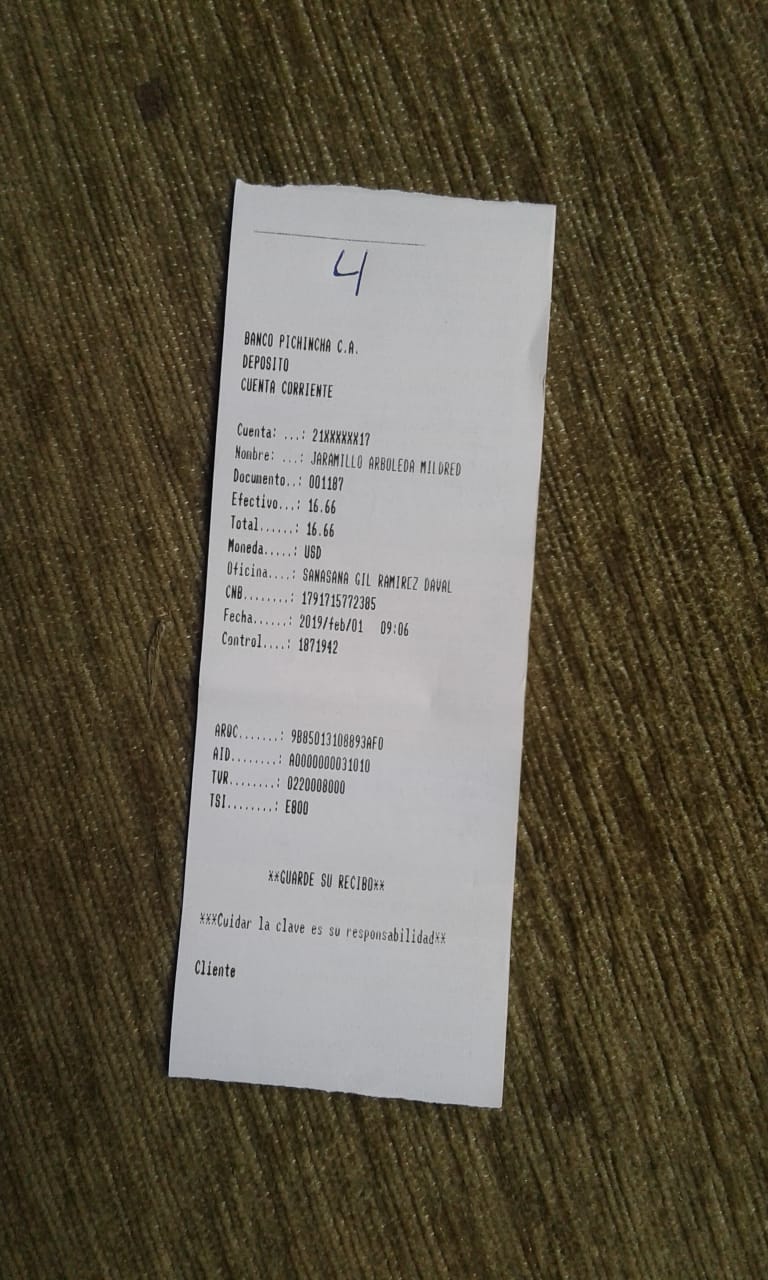 4
BANCO PICHINCHA C.A.
DEPOSITO
CUENTA CORRIENTE
Cuenta: ...: 21XXXXXX17
Nombre: ...: JARAMILLO ARBOLEDA MILDRED
Documento..: 001187
Efectivo...: 16.66
Total......: 16.66
Moneda.....: USD
Oficina....: SANASANA GIL RAMIREZ DAVAL
CNB........: 1791715772385
Fecha......: 2019/feb/01 09:06
Control....: 1871942
ARQC.......: 9B85013108893AF0
AID........: A0000000031010
TVR........: 0220008000
TSI........: E800
**GUARDE SU RECIBO**
***Cuidar la clave es su responsabilidad**
Cliente